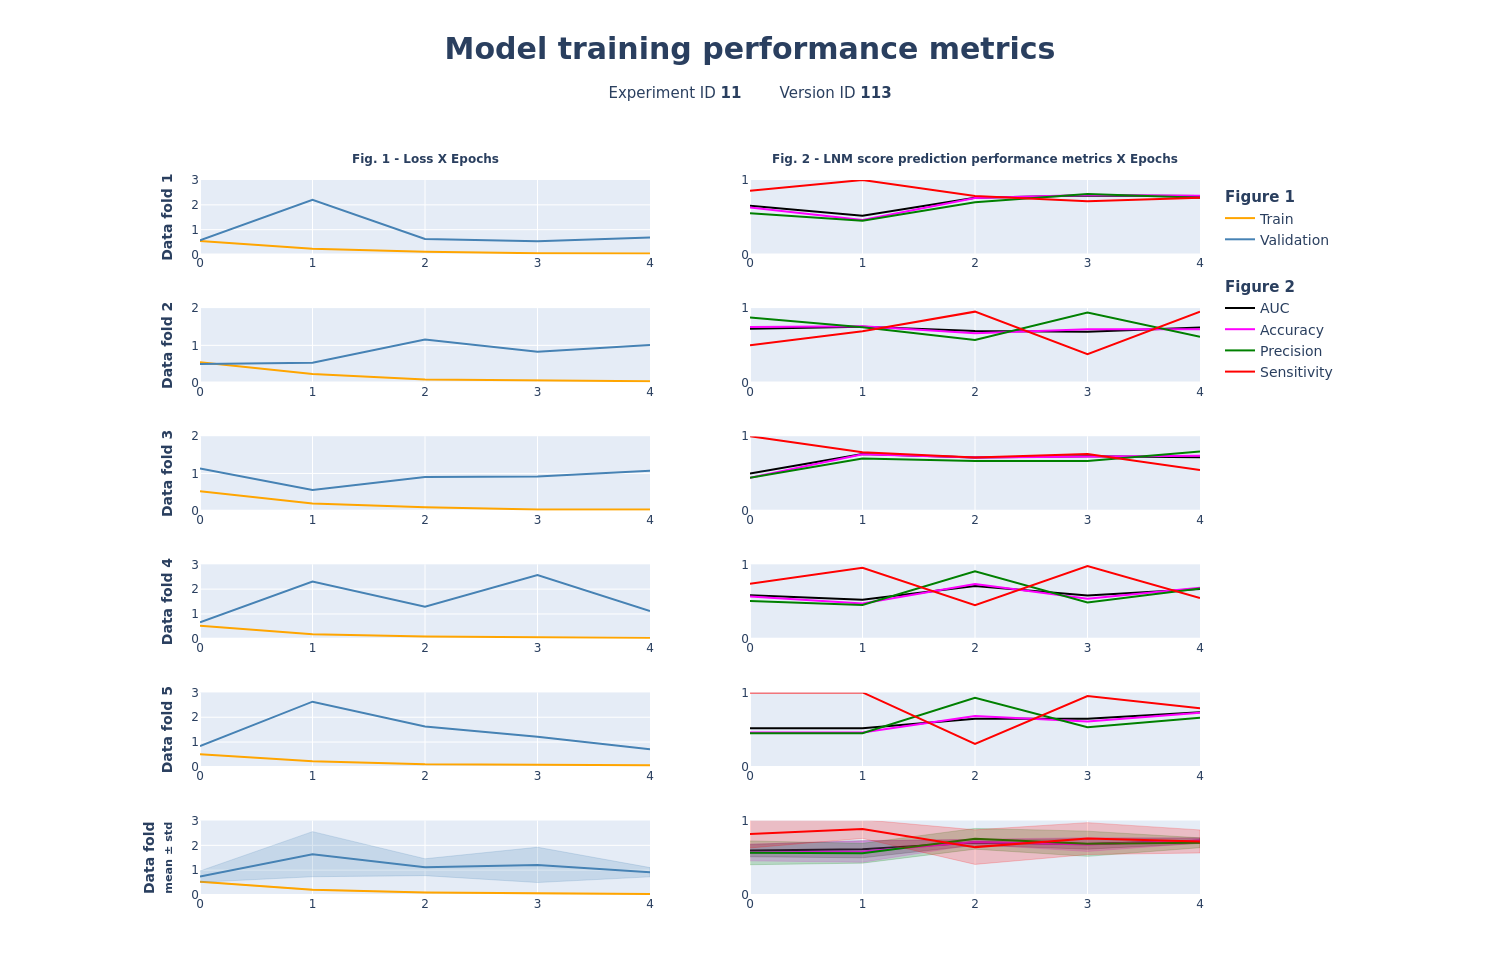 Model training performance metrics
Experiment ID 11 Version ID 113
Fig. 1 - Loss X Epochs
Fig. 2 - LNM score prediction performance metrics X Epochs
Data fold 1
3
2
1
0
0 1 2 3 4
1
0
0 1 2 3 4
Figure 1
Train
Validation
Figure 2
AUC
Accuracy
Precision
Sensitivity
Data fold 2
2
1
0
0 1 2 3 4
1
0
0 1 2 3 4
Data fold 3
2
1
0
0 1 2 3 4
1
0
0 1 2 3 4
Data fold 4
3
2
1
0
0 1 2 3 4
1
0
0 1 2 3 4
Data fold 5
3
2
1
0
0 1 2 3 4
1
0
0 1 2 3 4
Data fold
mean ± std
3
2
1
0
0 1 2 3 4
1
0
0 1 2 3 4